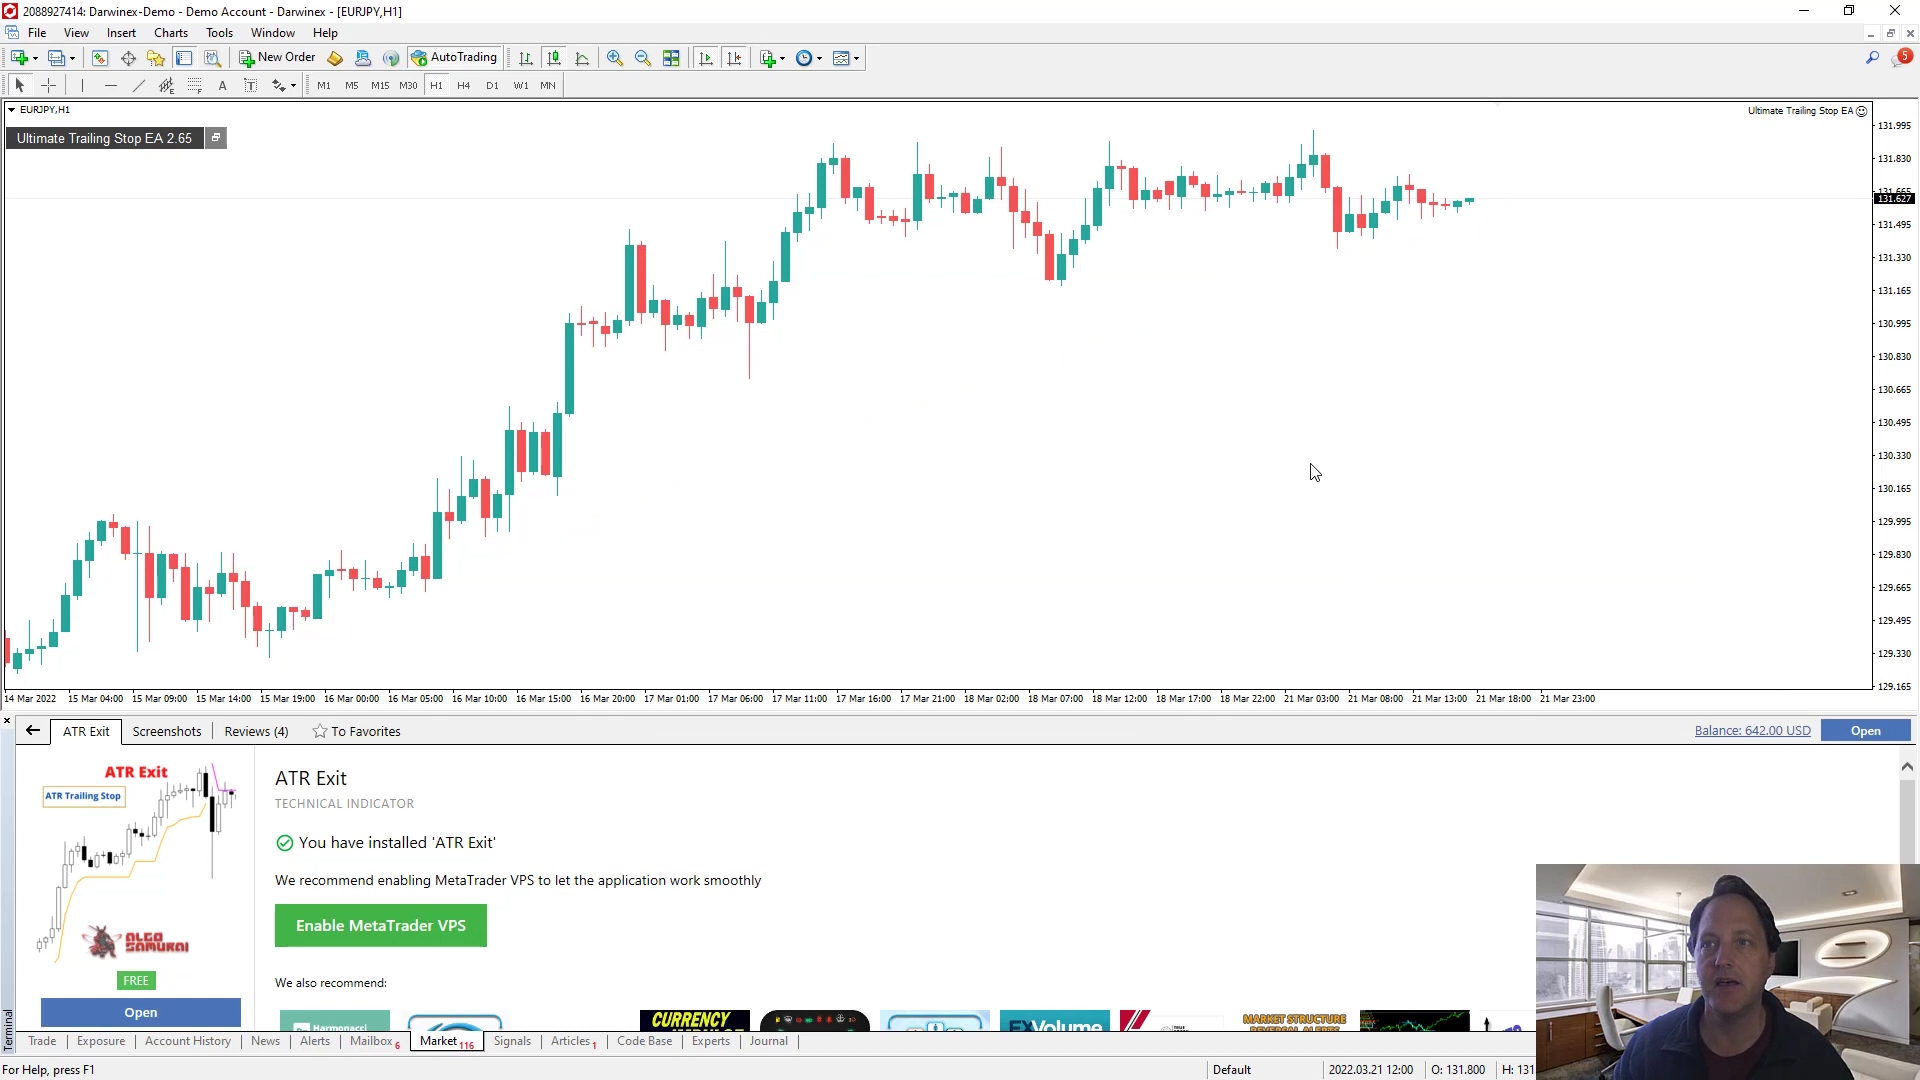 2088927414: Darwinex-Demo - Demo Account - Darwinex - [EURJPY,H1]
File View Insert Charts Tools Window Help
New Order AutoTrading 5
A T M1 M5 M15 M30 H1 H4 D1 W1 MN
EURJPY,H1
Ultimate Trailing Stop EA
Ultimate Trailing Stop EA 2.65
131.995
131.830
131.665
131.627
131.495
131.330
131.165
130.995
130.830
130.665
130.495
130.330
130.165
129.995
129.830
129.665
129.495
129.330
129.165
14 Mar 2022 15 Mar 04:00 15 Mar 09:00 15 Mar 14:00 15 Mar 19:00 16 Mar 00:00 16 Mar 05:00 16 Mar 10:00 16 Mar 15:00 16 Mar 20:00 17 Mar 01:00 17 Mar 06:00 17 Mar 11:00 17 Mar 16:00 17 Mar 21:00 18 Mar 02:00 18 Mar 07:00 18 Mar 12:00 18 Mar 17:00 18 Mar 22:00 21 Mar 03:00 21 Mar 08:00 21 Mar 13:00 21 Mar 18:00 21 Mar 23:00
ATR Exit Screenshots Reviews (4) To Favorites Balance: 642.00 USD Open
ATR Exit
ATR Trailing Stop
ALGO
SAMURAI
FREE
Open
ATR Exit
TECHNICAL INDICATOR
You have installed 'ATR Exit'
We recommend enabling MetaTrader VPS to let the application work smoothly
Enable MetaTrader VPS
We also recommend:
Harmonacci
CURRENCY
FXVolume
MARKET STRUCTURE
REVERSAL ALERTS
Terminal
Trade Exposure Account History News Alerts Mailbox 6 Market 116 Signals Articles 1 Code Base Experts Journal
For Help, press F1 Default 2022.03.21 12:00 O: 131.800